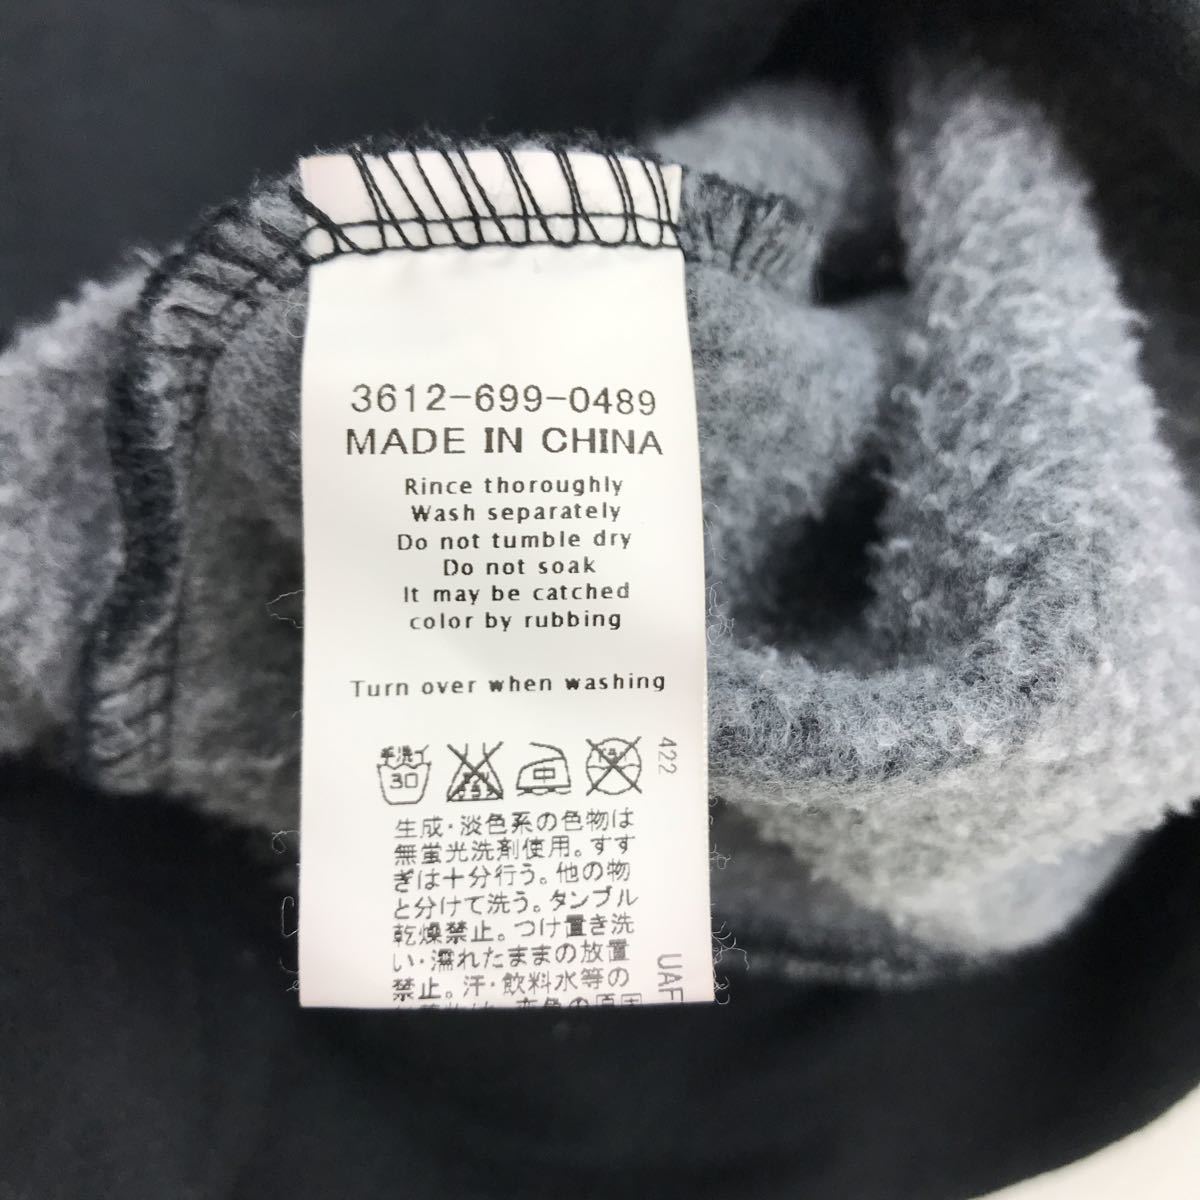 3612-699-0489
MADE IN CHINA
Rince thoroughly
Wash separately
Do not tumble dry
Do not soak
It may be catched
color by rubbing
Turn over when washing
手洗イ
30
中
422
生成・淡色系の色物は
無蛍光洗剤使用。すす
ぎは十分行う。他の物
と分けて洗う。タンブル
乾燥禁止。つけ置き洗
い・濡れたままの放置
禁止。汗・飲料水等の
UAF